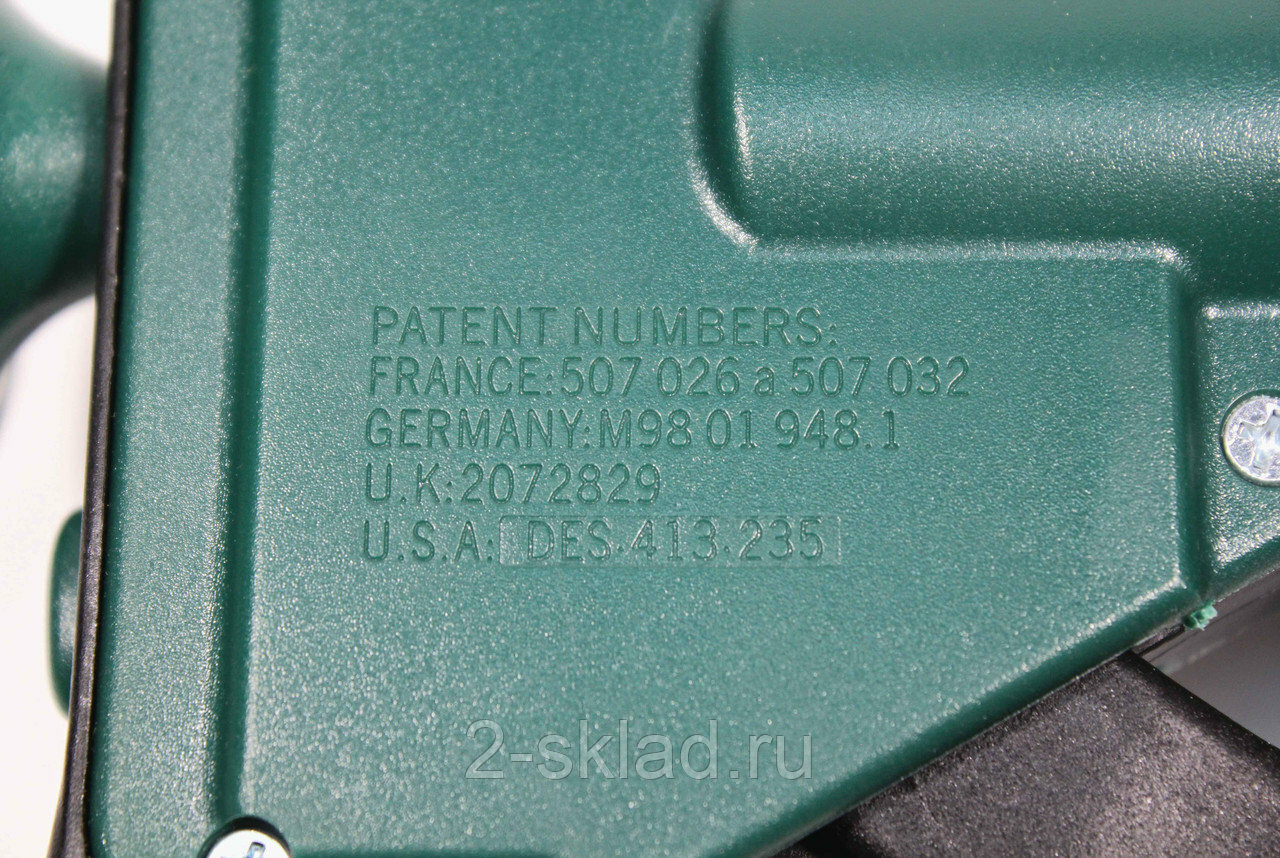 PATENT NUMBERS:
FRANCE:507 026 a 507 032
GERMANY:M98 01 948.1
U.K:2072829
U.S.A: DES·413·235
2-sklad.ru